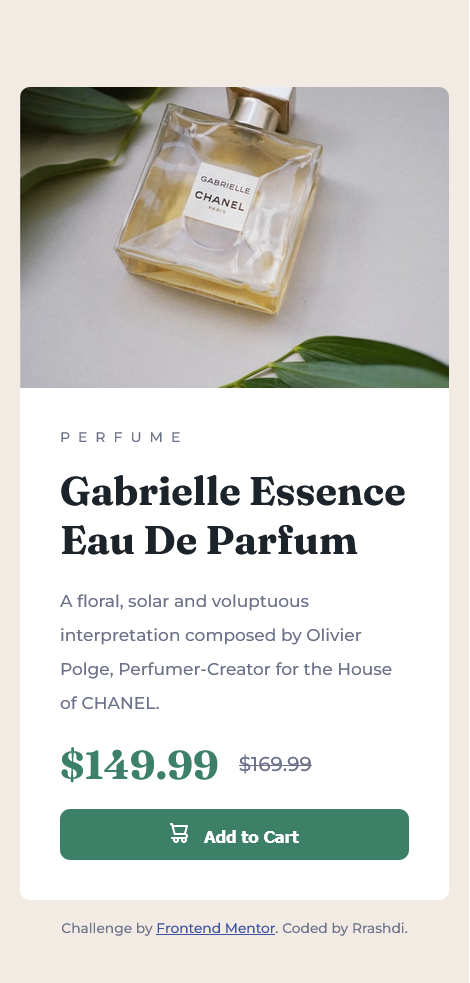 GABRIELLE
CHANEL
PARIS
PERFUME
Gabrielle Essence
Eau De Parfum
A floral, solar and voluptuous
interpretation composed by Olivier
Polge, Perfumer-Creator for the House
of CHANEL.
$149.99 $169.99
Add to Cart
Challenge by Frontend Mentor. Coded by Rrashdi.